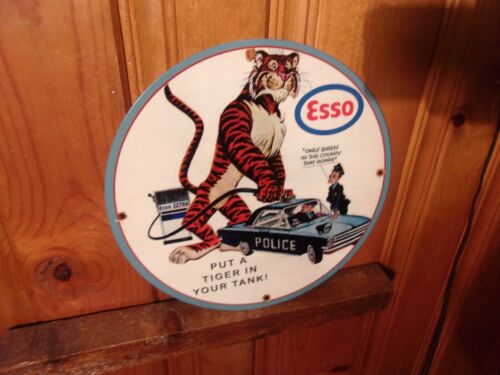 Esso
"ONLY SIREN
IN THE COUNTY
THAT ROARS!"
Esso EXTRA
POLICE
PUT A
TIGER IN
YOUR TANK!